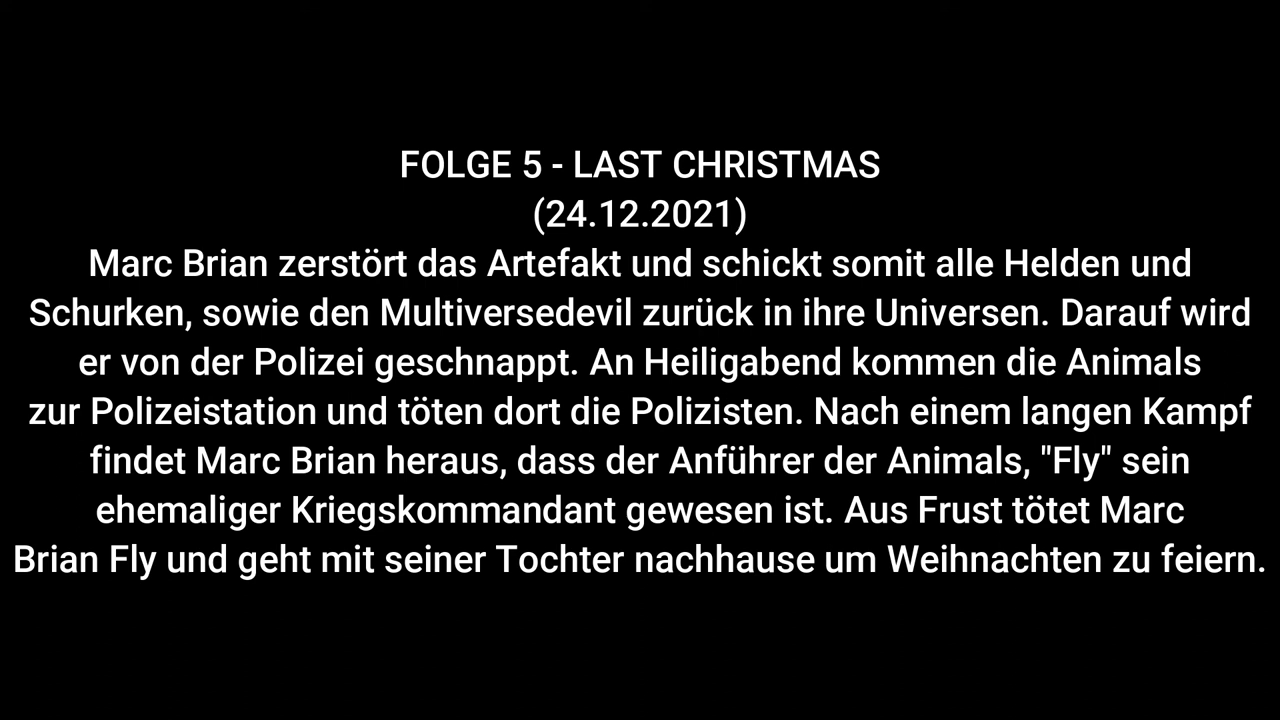 FOLGE 5 - LAST CHRISTMAS
(24.12.2021)
Marc Brian zerstört das Artefakt und schickt somit alle Helden und
Schurken, sowie den Multiversedevil zurück in ihre Universen. Darauf wird
er von der Polizei geschnappt. An Heiligabend kommen die Animals
zur Polizeistation und töten dort die Polizisten. Nach einem langen Kampf
findet Marc Brian heraus, dass der Anführer der Animals, "Fly" sein
ehemaliger Kriegskommandant gewesen ist. Aus Frust tötet Marc
Brian Fly und geht mit seiner Tochter nachhause um Weihnachten zu feiern.